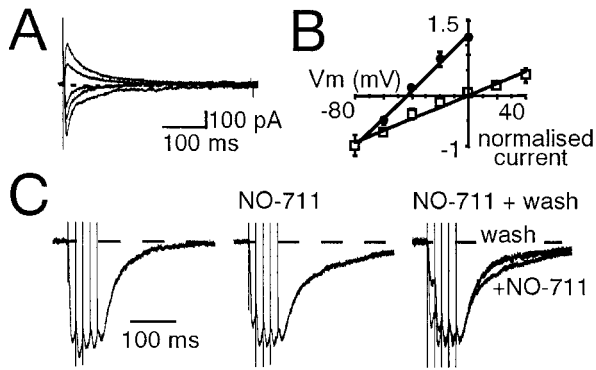 A
100 pA
100 ms
B
1.5
Vm (mV)
-80
40
normalised
current
-1
C
NO-711
NO-711 + wash
wash
+NO-711
100 ms